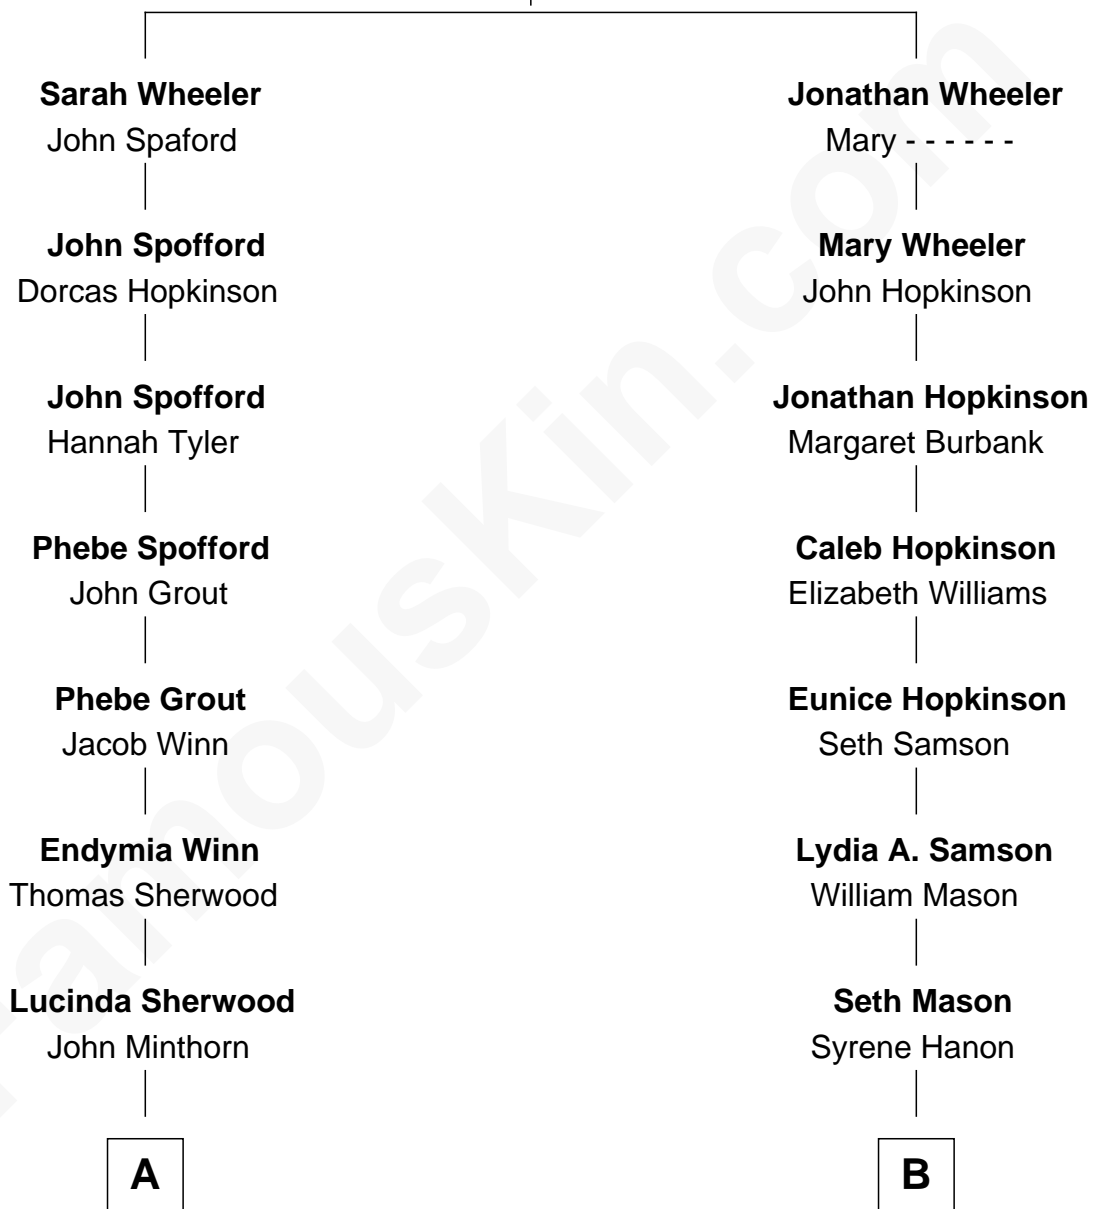 Sarah Wheeler
John Spaford
John Spofford
Dorcas Hopkinson
John Spofford
Hannah Tyler
Phebe Spofford
John Grout
Phebe Grout
Jacob Winn
Endymia Winn
Thomas Sherwood
Lucinda Sherwood
John Minthorn
A
Jonathan Wheeler
Mary - - - - - -
Mary Wheeler
John Hopkinson
Jonathan Hopkinson
Margaret Burbank
Caleb Hopkinson
Elizabeth Williams
Eunice Hopkinson
Seth Samson
Lydia A. Samson
William Mason
Seth Mason
Syrene Hanon
B
FamousKin.com